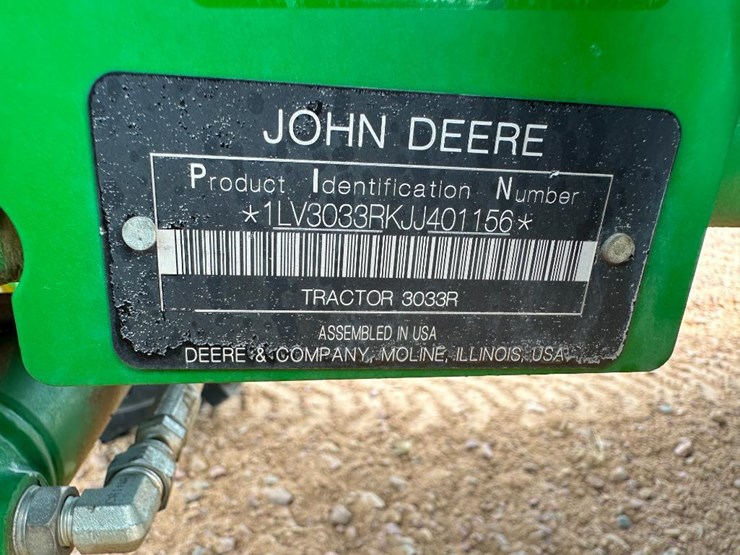 JOHN DEERE
Product Identification Number
*1LV3033RKJJ401156*
TRACTOR 3033R
ASSEMBLED IN USA
DEERE & COMPANY, MOLINE, ILLINOIS, USA